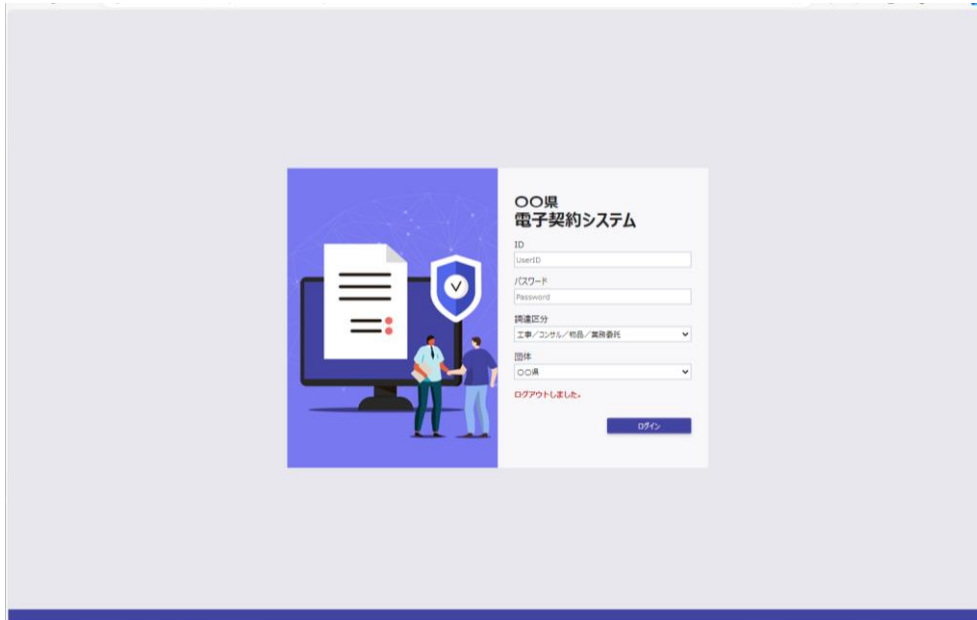 〇〇県
電子契約システム
ID
UserID
パスワード
Password
調達区分
工事／コンサル／物品／業務委託
団体
〇〇県
ログアウトしました。
ログイン